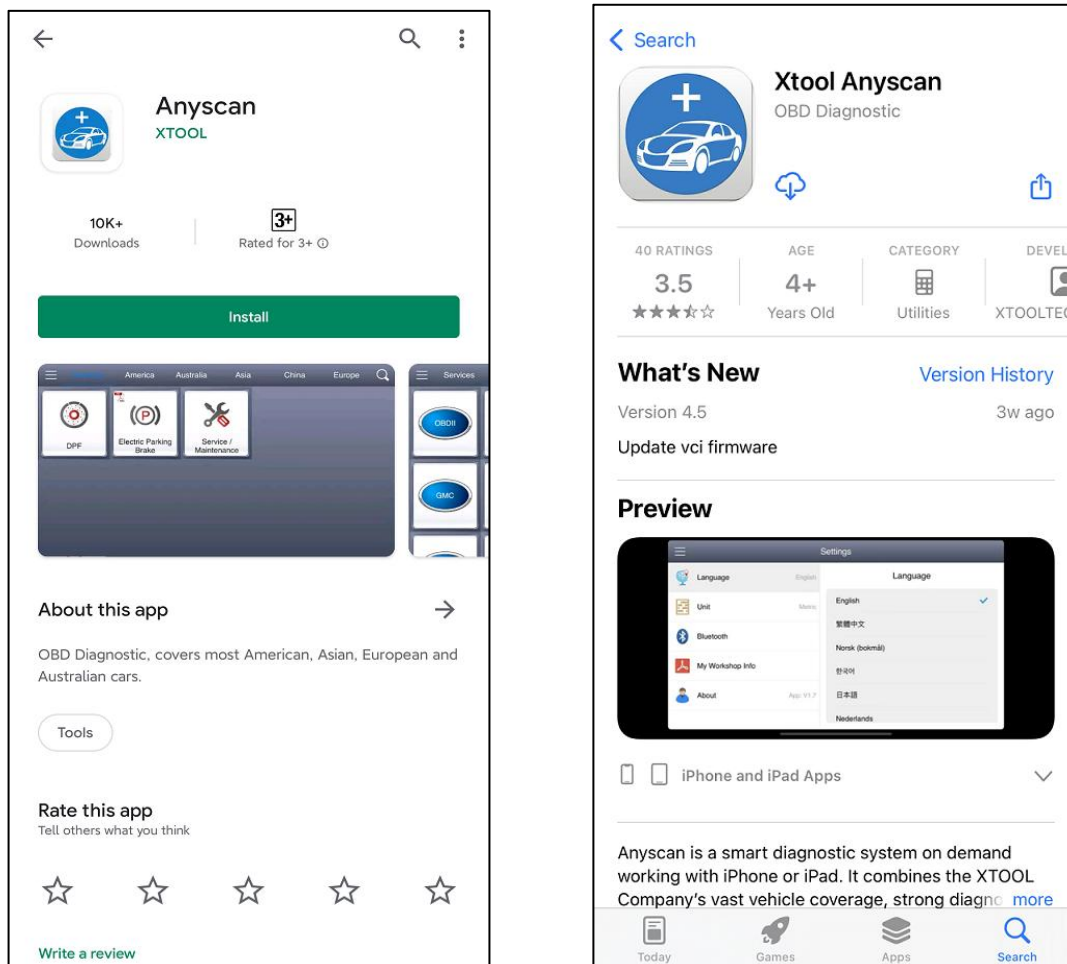 Anyscan
XTOOL
10K+
Downloads
3+
Rated for 3+
Install
America Australia Asia China Europe
DPF
Electric Parking
Brake
Service /
Maintenance
Services
OBDII
GMC
About this app
OBD Diagnostic, covers most American, Asian, European and
Australian cars.
Tools
Rate this app
Tell others what you think
Write a review
Search
Xtool Anyscan
OBD Diagnostic
40 RATINGS
3.5
AGE
4+
Years Old
CATEGORY
Utilities
DEVEL
XTOOLTEC
What's New
Version History
Version 4.5
3w ago
Update vci firmware
Preview
Settings
Language English
Unit Metric
Bluetooth
My Workshop Info
About App: V1.7
Language
English
繁體中文
Norsk (bokmål)
한국어
日本語
Nederlands
iPhone and iPad Apps
Anyscan is a smart diagnostic system on demand
working with iPhone or iPad. It combines the XTOOL
Company's vast vehicle coverage, strong diagno more
Today Games Apps Search